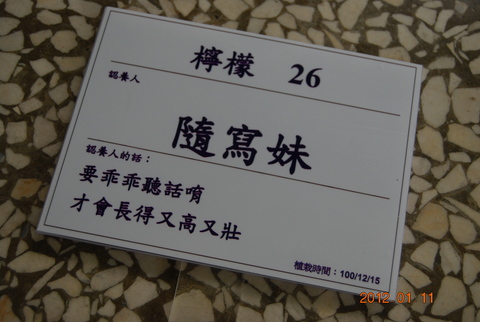 檸檬 26
認養人
隨寫妹
認養人的話：
要乖乖聽話唷
才會長得又高又壯
植栽時間：100/12/15
2012 01 11